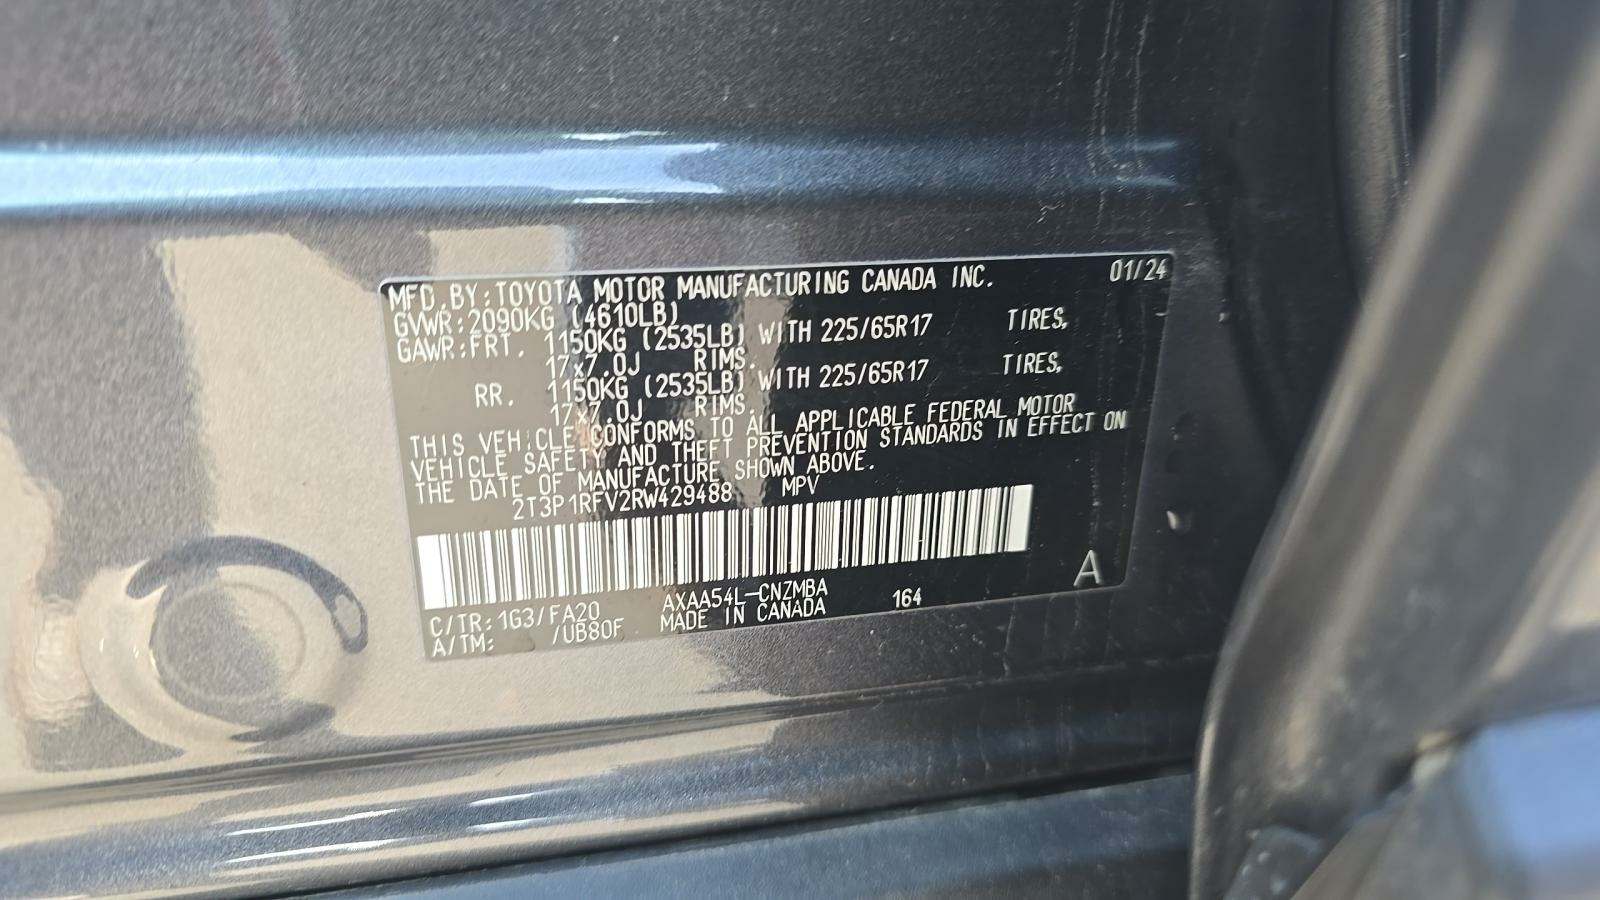 MFD.BY:TOYOTA MOTOR MANUFACTURING CANADA INC. 01/24
GVWR:2090KG (4610LB)
GAWR:FRT. 1150KG (2535LB) WITH 225/65R17 TIRES,
17x7.0J RIMS.
RR. 1150KG (2535LB) WITH 225/65R17 TIRES,
17x7.0J RIMS.
THIS VEHICLE CONFORMS TO ALL APPLICABLE FEDERAL MOTOR
VEHICLE SAFETY AND THEFT PREVENTION STANDARDS IN EFFECT ON
THE DATE OF MANUFACTURE SHOWN ABOVE.
2T3P1RFV2RW429488 MPV
A
C/TR:1G3/FA20 AXAA54L-CNZMBA 164
A/TM: /UB80F MADE IN CANADA